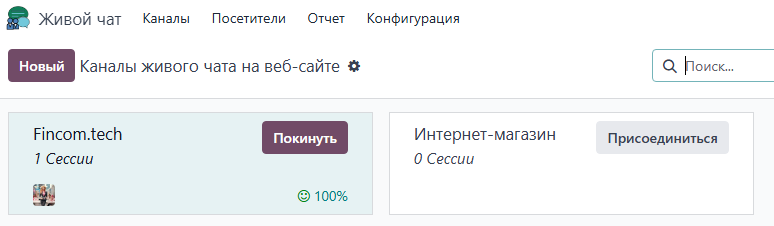 Живой чат Каналы Посетители Отчет Конфигурация
Новый Каналы живого чата на веб-сайте Поиск...
Fincom.tech Покинуть
1 Сессии
100%
Интернет-магазин Присоединиться
0 Сессии